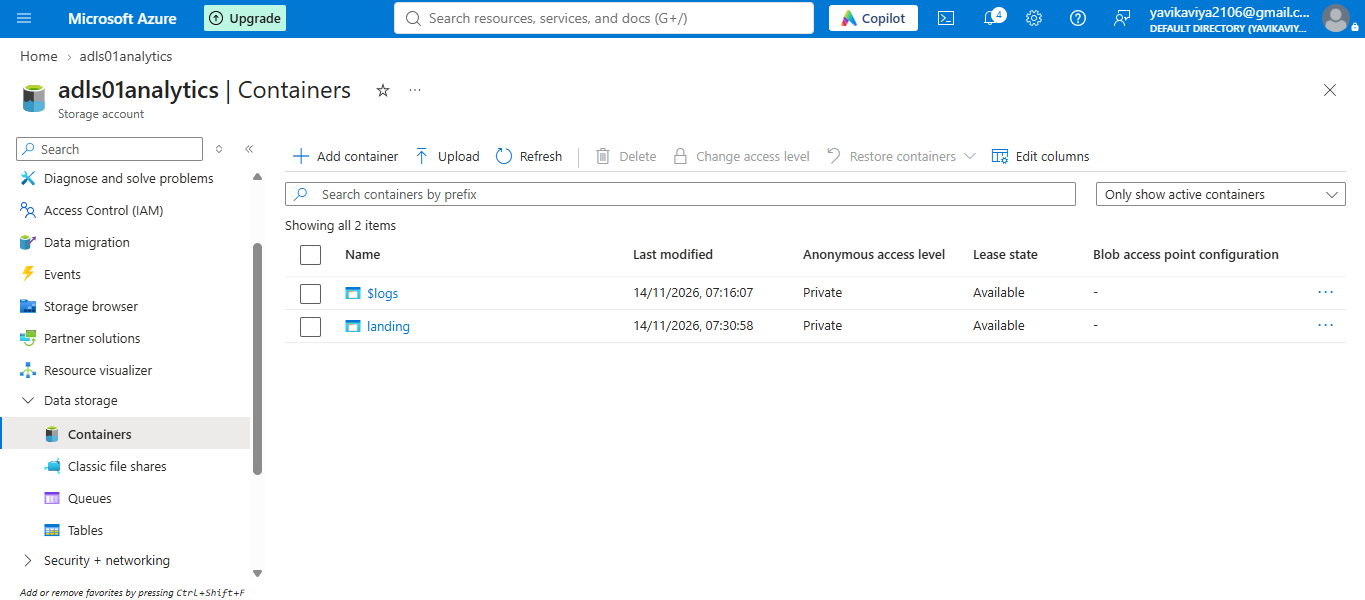 Microsoft Azure
Upgrade
Search resources, services, and docs (G+/)
Copilot
4
yavikaviya2106@gmail.c...
DEFAULT DIRECTORY (YAVIKAVIY...
Home > adls01analytics
adls01analytics | Containers
...
Storage account
Search
Diagnose and solve problems
Access Control (IAM)
Data migration
Events
Storage browser
Partner solutions
Resource visualizer
Data storage
Containers
Classic file shares
Queues
Tables
Security + networking
Add or remove favorites by pressing Ctrl+Shift+F
Add container Upload Refresh Delete Change access level Restore containers Edit columns
Search containers by prefix
Only show active containers
Showing all 2 items
Name Last modified Anonymous access level Lease state Blob access point configuration
$logs 14/11/2026, 07:16:07 Private Available - ...
landing 14/11/2026, 07:30:58 Private Available - ...